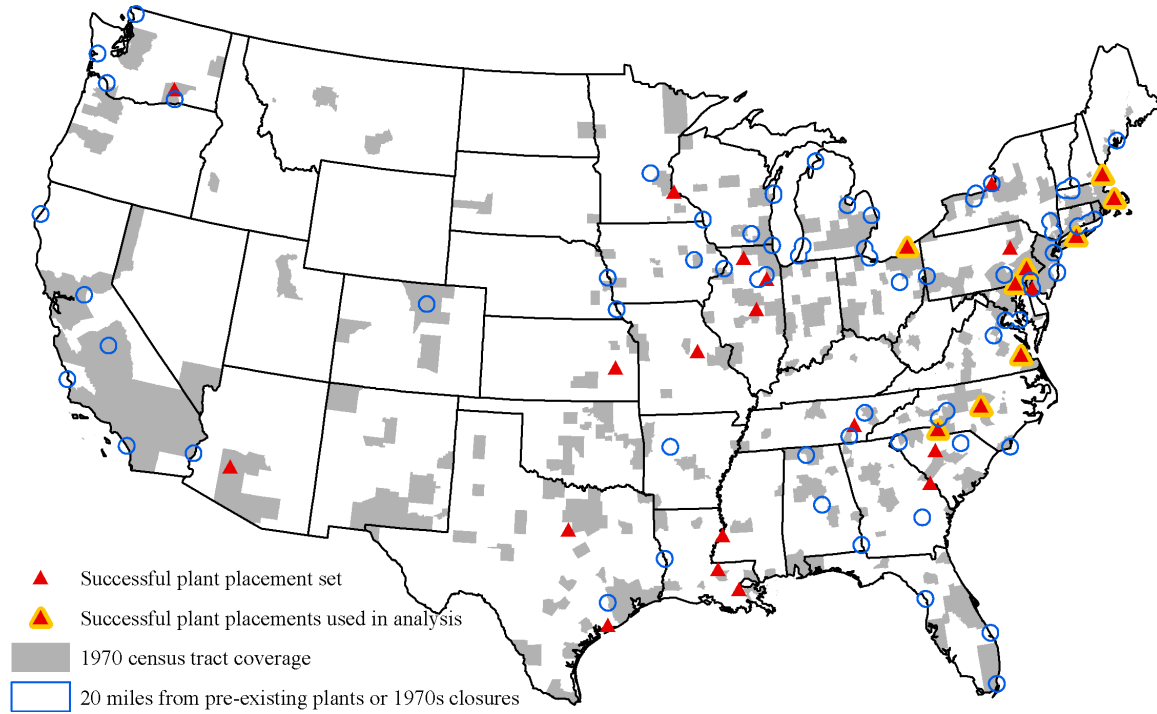 Successful plant placement set
Successful plant placements used in analysis
1970 census tract coverage
20 miles from pre-existing plants or 1970s closures